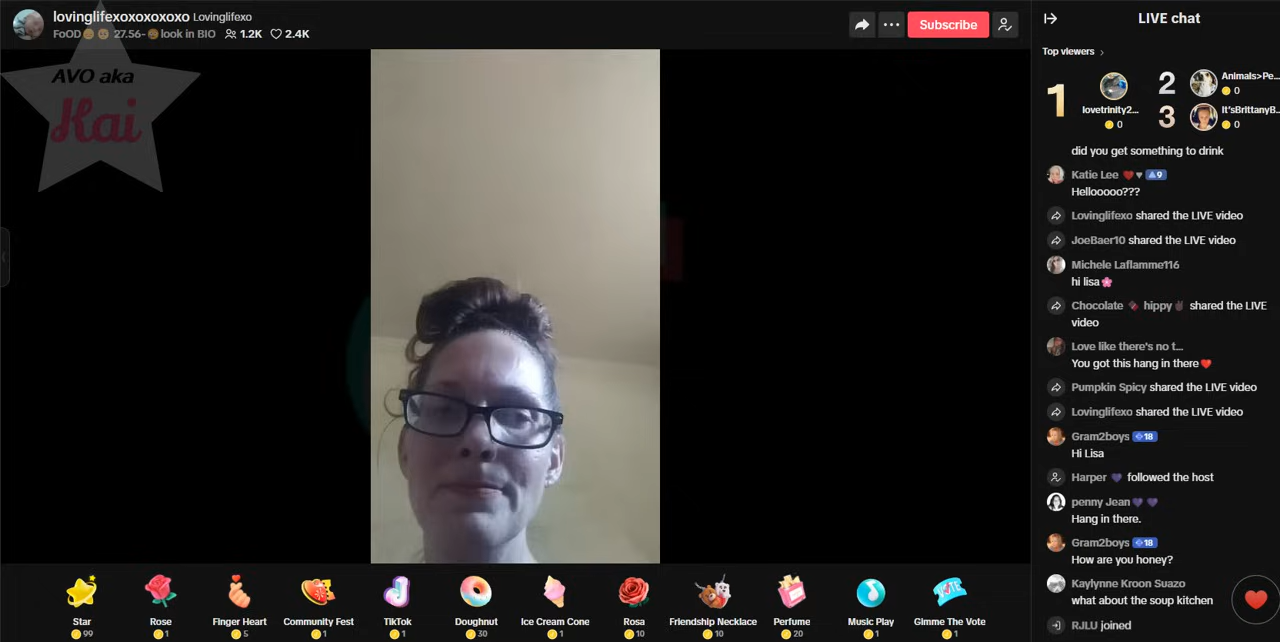 lovinglifexoxoxoxoxo Lovinglifexo
FoOD 27.56- look in BIO 1.2K 2.4K
Subscribe
AVO aka
Kai
LIVE chat
Top viewers
1
lovetrinity2...
0
2
Animals>Pe...
0
3
It'sBrittanyB...
0
did you get something to drink
Katie Lee ❤️♥ 9
Hellooooo???
Lovinglifexo shared the LIVE video
JoeBaer10 shared the LIVE video
Michele Laflamme116
hi lisa🌸
Chocolate 🍫 hippy✌🏿 shared the LIVE
video
Love like there's no t...
You got this hang in there❤️
Pumpkin Spicy shared the LIVE video
Lovinglifexo shared the LIVE video
Gram2boys 18
Hi Lisa
Harper 💜 followed the host
penny Jean💜💜
Hang in there.
Gram2boys 18
How are you honey?
Kaylynne Kroon Suazo
what about the soup kitchen
RJLU joined
Star
99
Rose
1
Finger Heart
5
Community Fest
1
TikTok
1
Doughnut
30
Ice Cream Cone
1
Rosa
10
Friendship Necklace
10
Perfume
20
Music Play
1
VOTE
Gimme The Vote
1